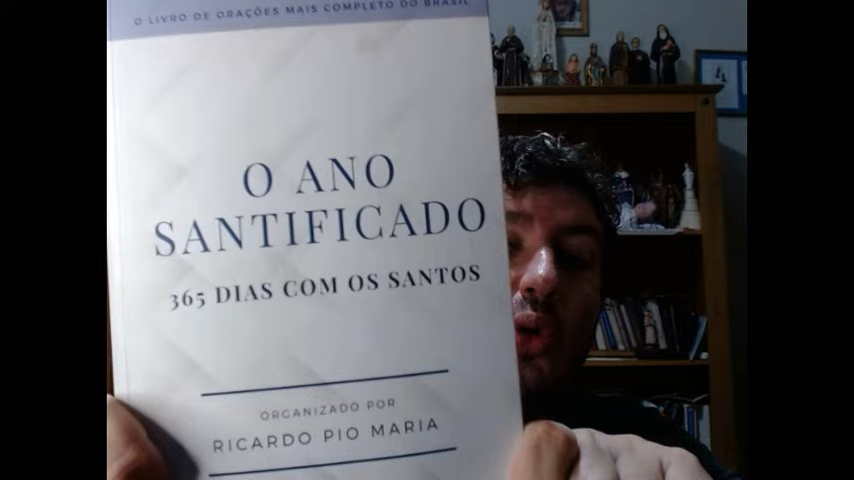 O LIVRO DE ORAÇÕES MAIS COMPLETO DO BRASIL
O ANO
SANTIFICADO
365 DIAS COM OS SANTOS
ORGANIZADO POR
RICARDO PIO MARIA